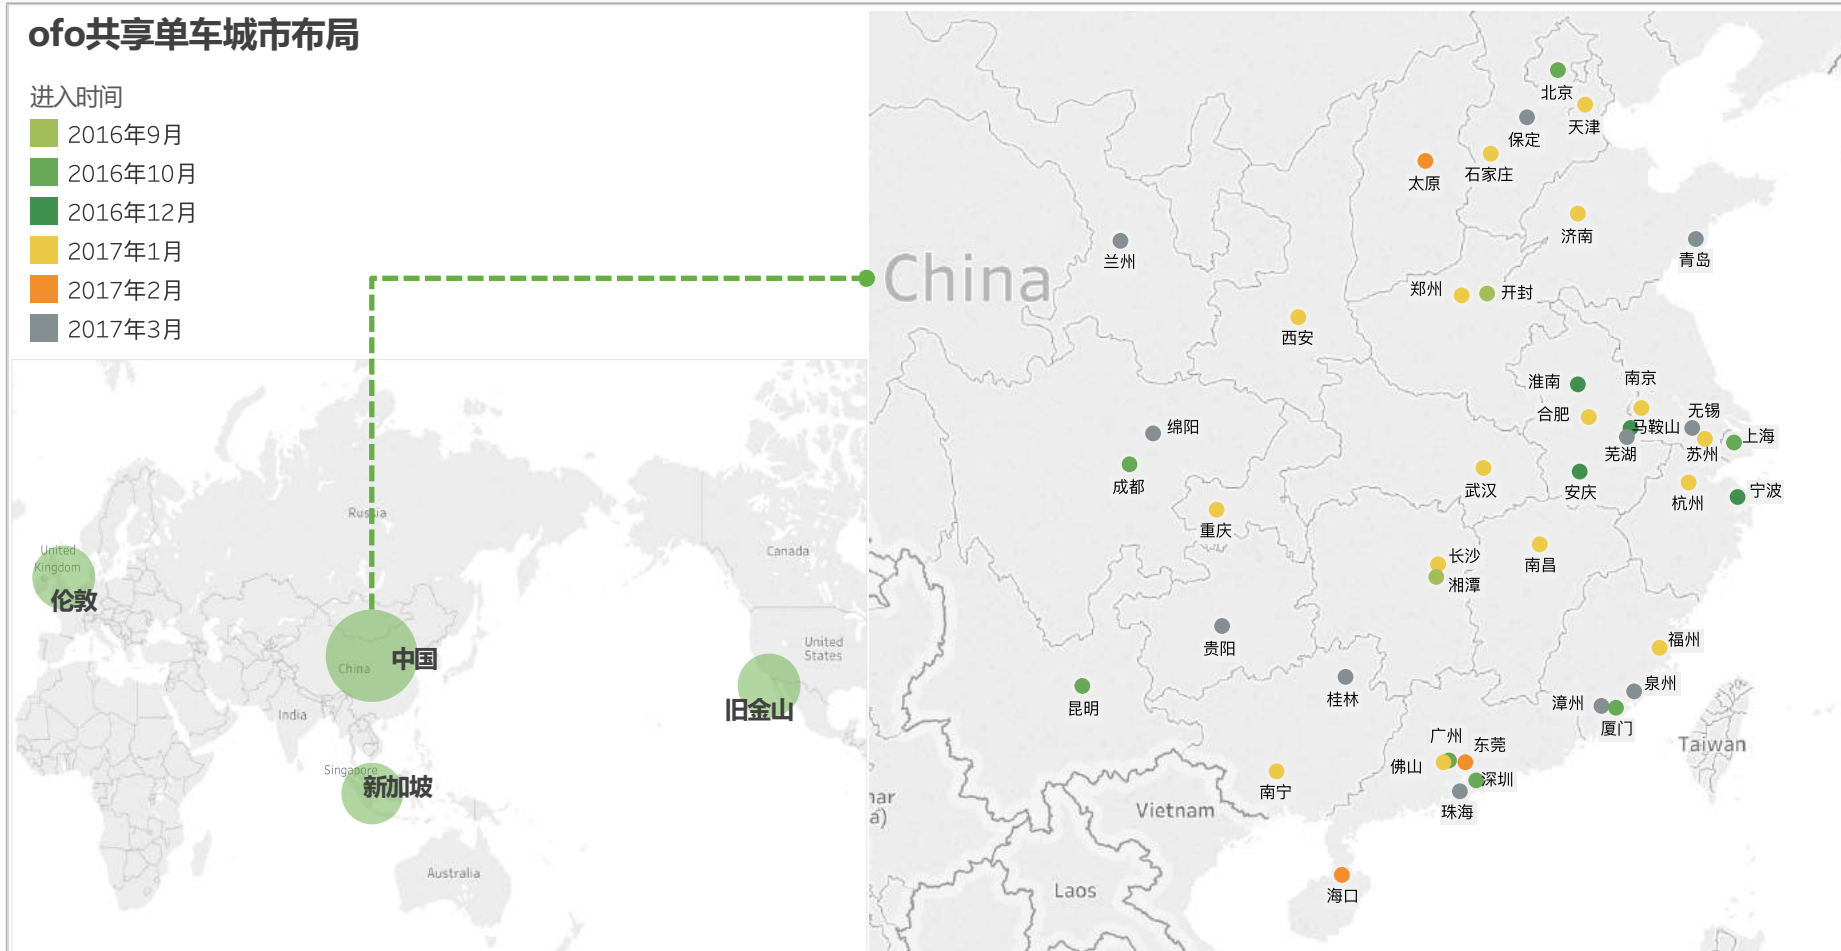 ofo共享单车城市布局
进入时间
2016年9月
2016年10月
2016年12月
2017年1月
2017年2月
2017年3月
Russia
United
Kingdom
伦敦
Canada
中国
China
United
States
旧金山
India
Singapore
新加坡
Australia
北京
天津
保定
石家庄
太原
济南
青岛
兰州
China
郑州
开封
西安
淮南
南京
合肥
无锡
马鞍山
上海
芜湖
苏州
绵阳
成都
武汉
安庆
杭州
宁波
重庆
长沙
南昌
湘潭
贵阳
福州
桂林
泉州
昆明
漳州
厦门
广州
东莞
Taiwan
佛山
深圳
南宁
珠海
nar
a)
Vietnam
Laos
海口